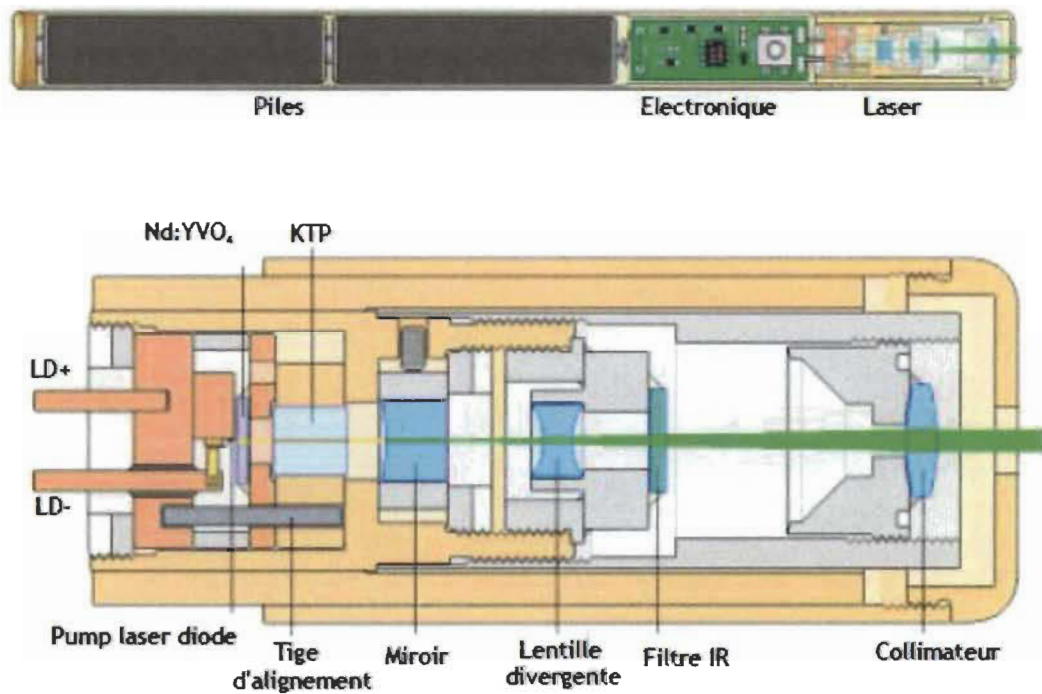 Piles
Electronique
Laser
Nd:YVO₄
KTP
LD+
LD-
Pump laser diode
Tige
d'alignement
Miroir
Lentille
divergente
Filtre IR
Collimateur